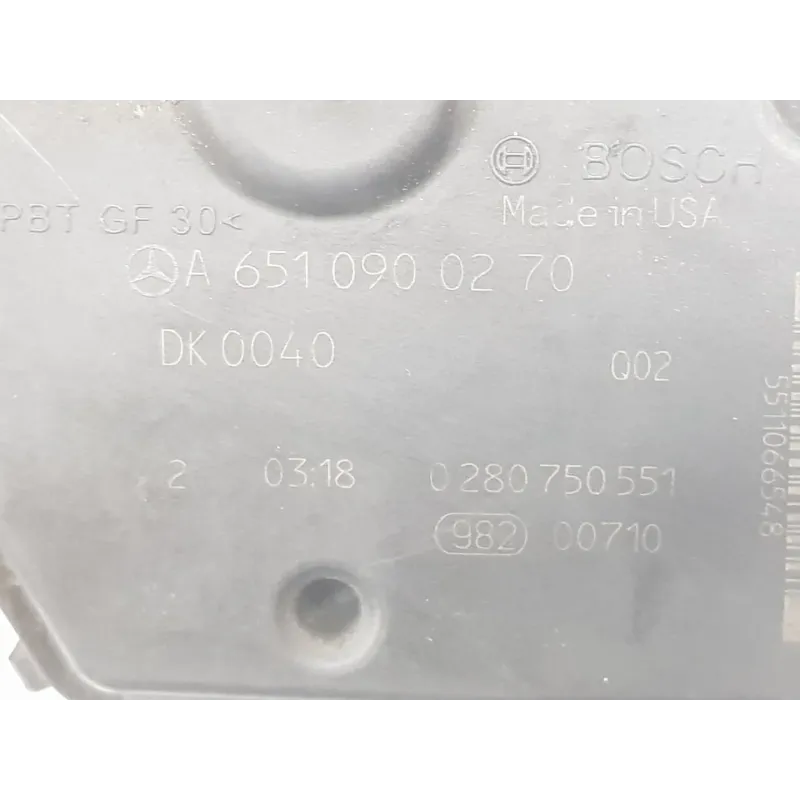 BOSCH
Made in USA
PBT GF 30<
A 651 090 02 70
DK 0040
Q02
2 03:18 0 280 750 551
982 00710
5511066548